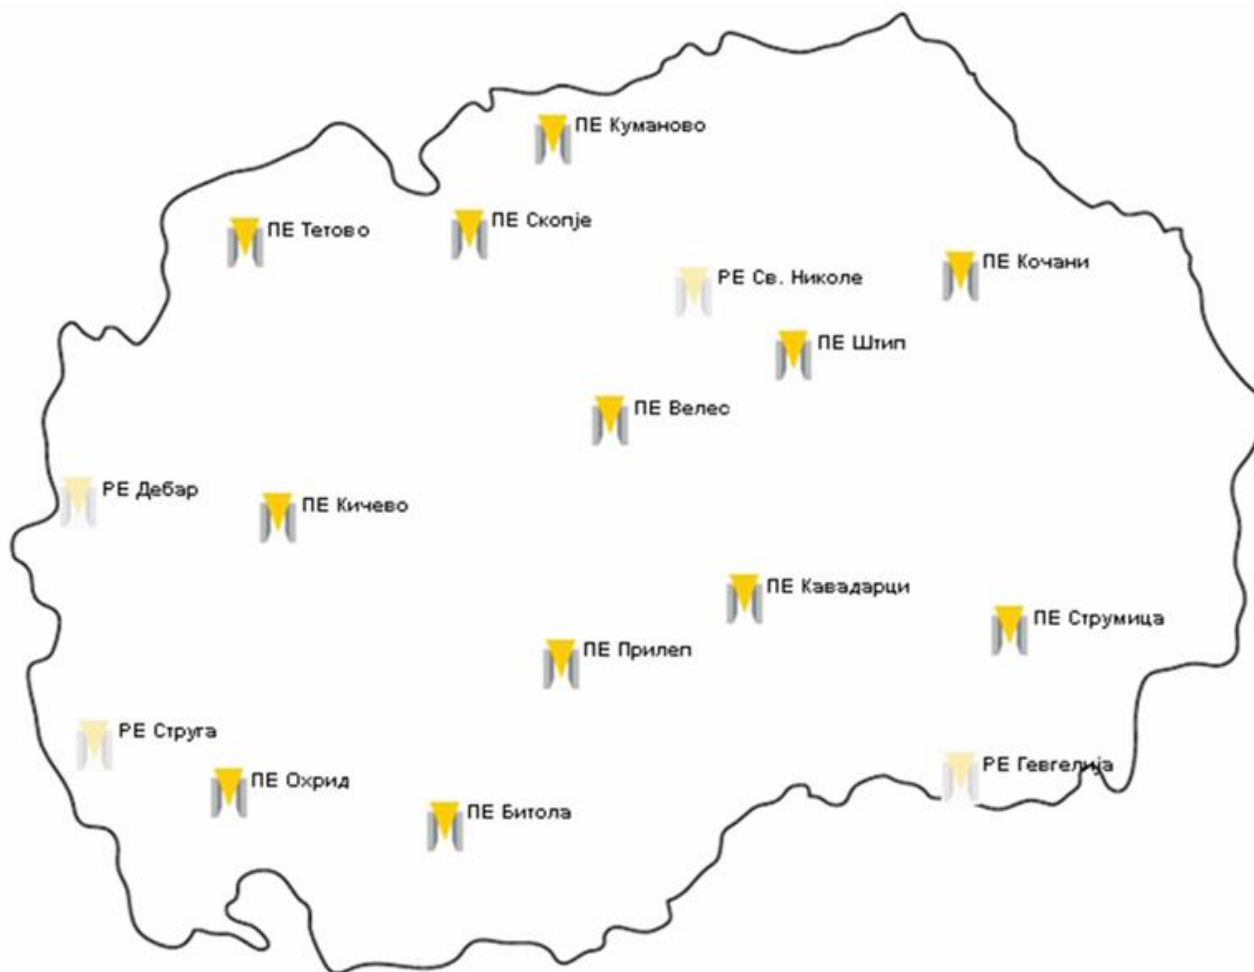 ПЕ Куманово
ПЕ Скопје
ПЕ Тетово
ПЕ Кочани
РЕ Св. Николе
ПЕ Штип
ПЕ Велес
РЕ Дебар
ПЕ Кичево
ПЕ Кавадарци
ПЕ Струмица
ПЕ Прилеп
РЕ Струга
РЕ Гевгелија
ПЕ Охрид
ПЕ Битола